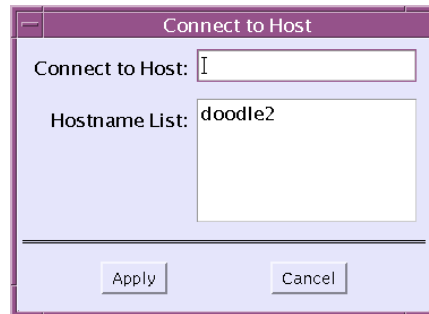 Connect to Host
Connect to Host:
Hostname List: doodle2
Apply Cancel